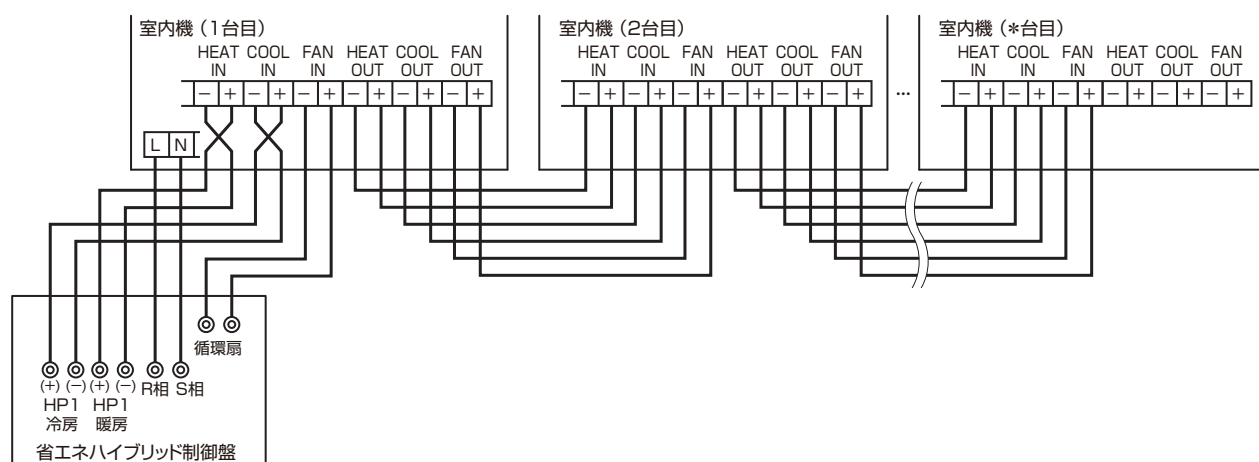 室内機（1台目）
HEAT COOL FAN HEAT COOL FAN
IN IN IN OUT OUT OUT
− + − + − + − + − + − +
L N
室内機（2台目）
HEAT COOL FAN HEAT COOL FAN
IN IN IN OUT OUT OUT
− + − + − + − + − + − +
…
室内機（*台目）
HEAT COOL FAN HEAT COOL FAN
IN IN IN OUT OUT OUT
− + − + − + − + − + − +
循環扇
(+) (−) (+) (−) R相 S相
HP1 HP1
冷房 暖房
省エネハイブリッド制御盤